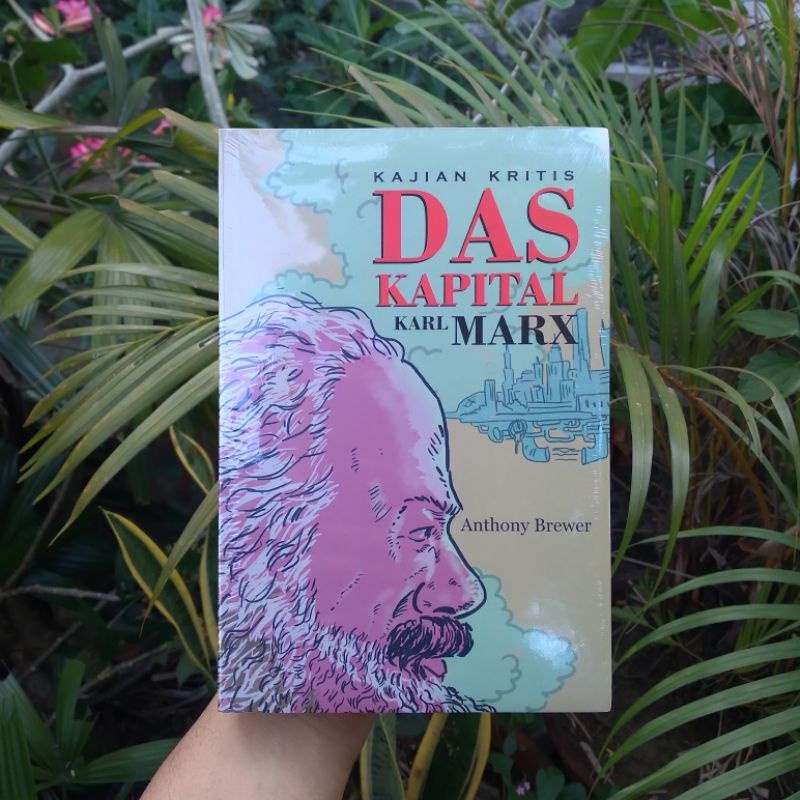 KAJIAN KRITIS
DAS
KAPITAL
KARL MARX
Anthony Brewer